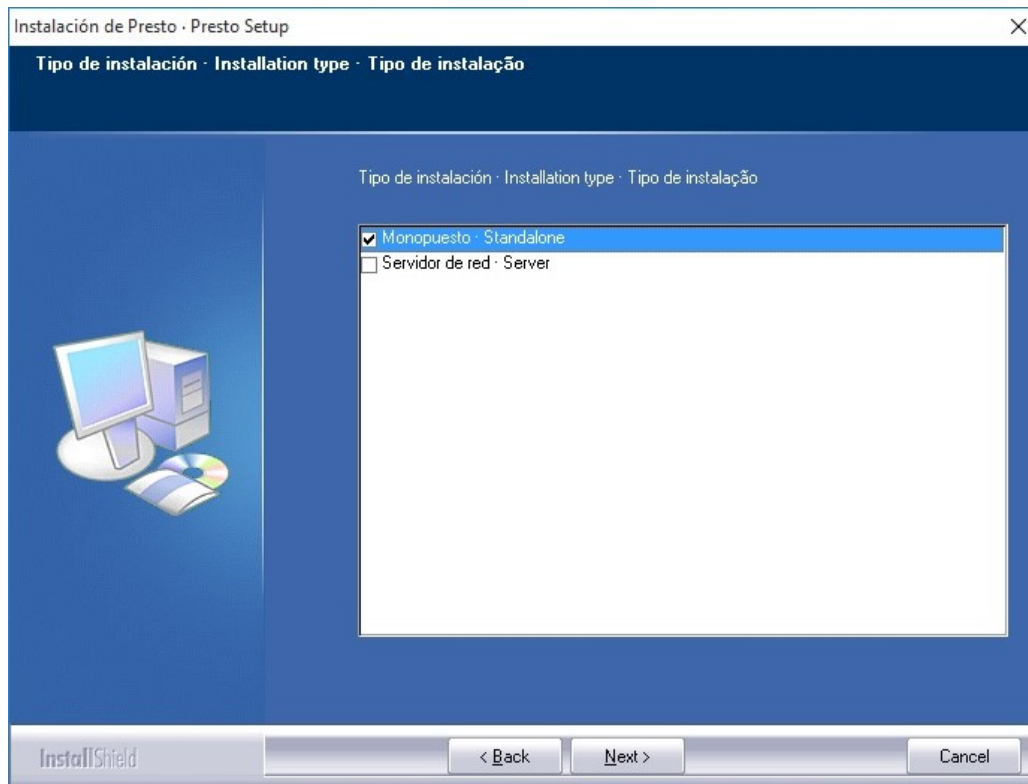 Instalación de Presto · Presto Setup
Tipo de instalación · Installation type · Tipo de instalação
Tipo de instalación · Installation type · Tipo de instalação
Monopuesto · Standalone
Servidor de red · Server
InstallShield
< Back
Next >
Cancel